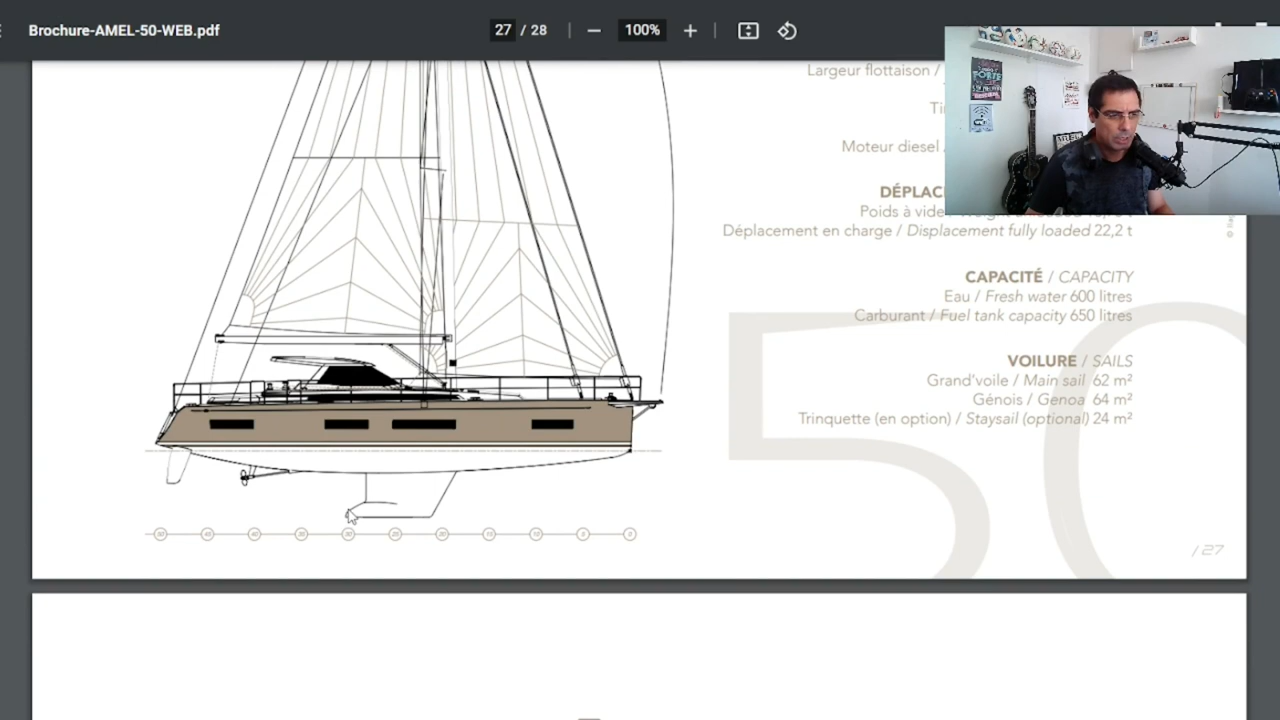 Brochure-AMEL-50-WEB.pdf
27 / 28
100%
Largeur flottaison /
Moteur diesel
DÉPLAC
Poids à vide
Déplacement en charge / Displacement fully loaded 22,2 t
CAPACITÉ / CAPACITY
Eau / Fresh water 600 litres
Carburant / Fuel tank capacity 650 litres
VOILURE / SAILS
Grand'voile / Main sail 62 m²
Génois / Genoa 64 m²
Trinquette (en option) / Staysail (optional) 24 m²
50
/ 27